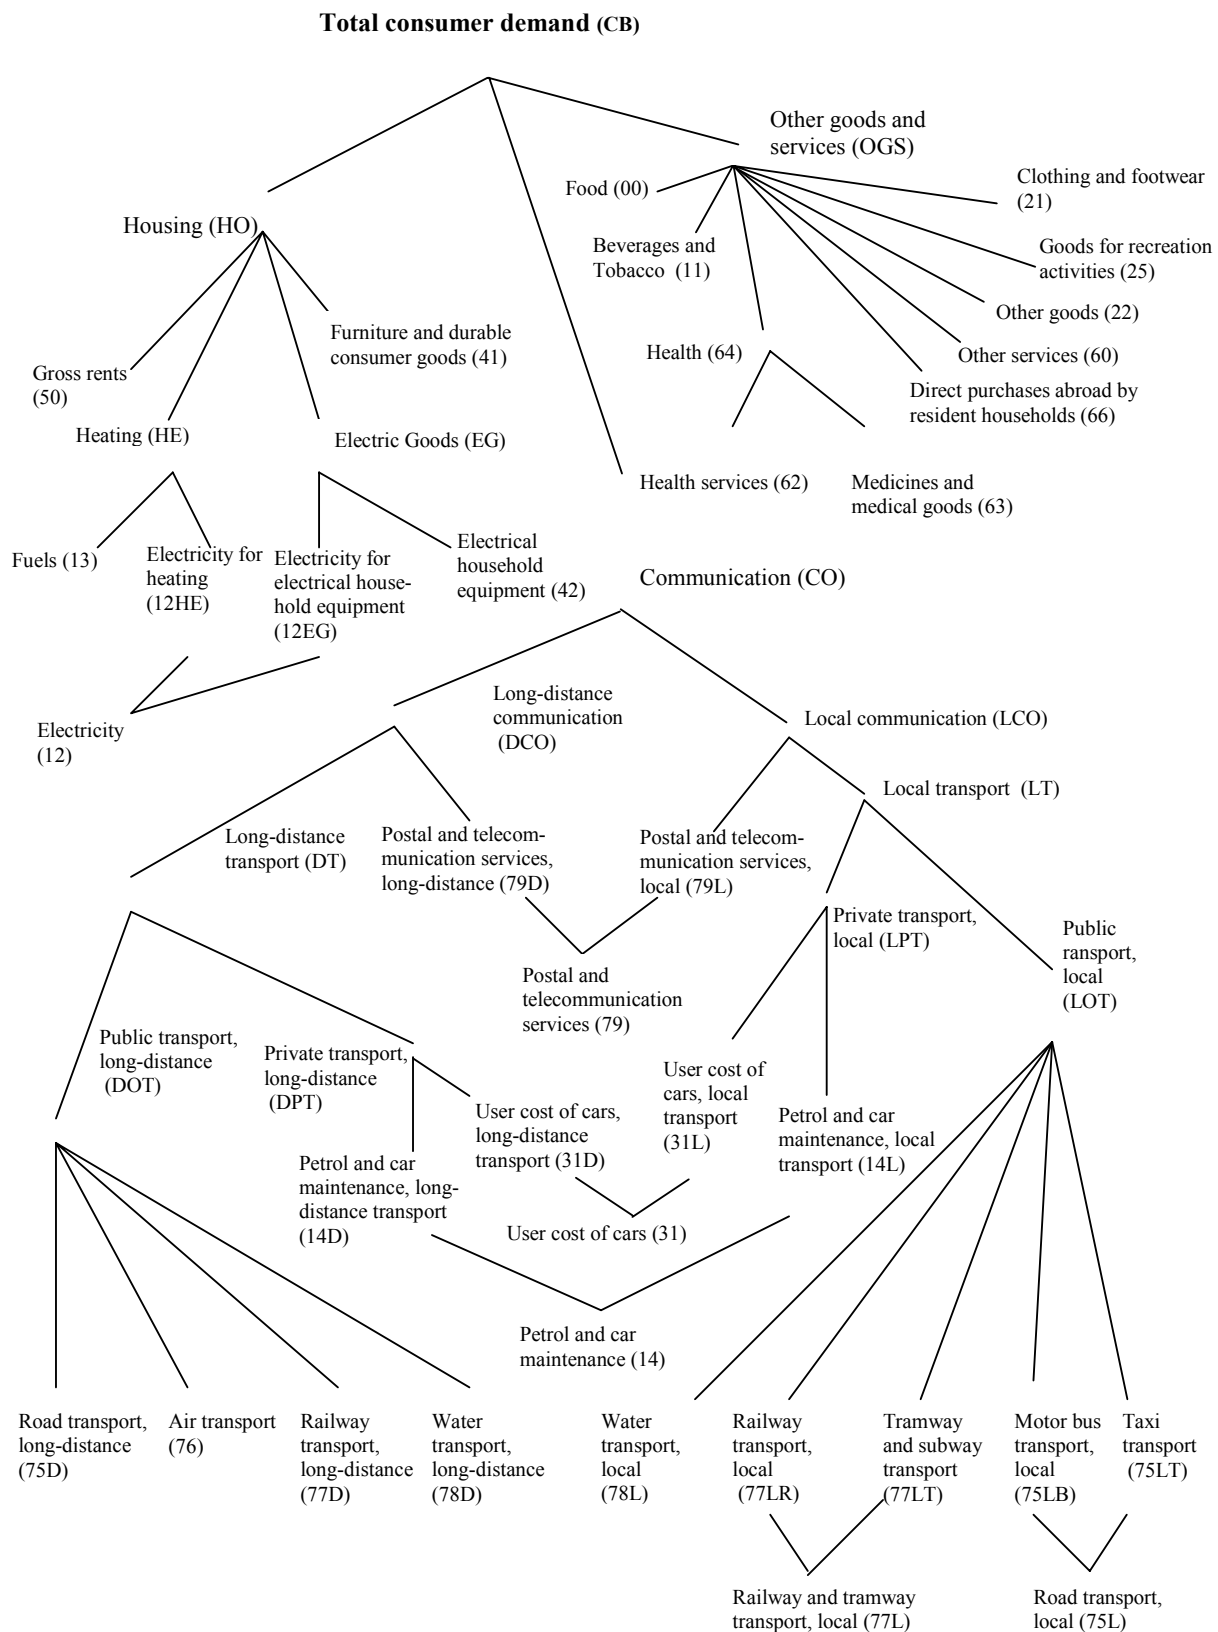 Total consumer demand (CB)
Other goods and
services (OGS)
Food (00)
Clothing and footwear
(21)
Housing (HO)
Beverages and
Tobacco (11)
Goods for recreation
activities (25)
Other goods (22)
Furniture and durable
consumer goods (41)
Health (64)
Other services (60)
Gross rents
(50)
Direct purchases abroad by
resident households (66)
Heating (HE)
Electric Goods (EG)
Health services (62)
Medicines and
medical goods (63)
Fuels (13)
Electricity for
heating
(12HE)
Electricity for
electrical house-
hold equipment
(12EG)
Electrical
household
equipment (42)
Communication (CO)
Electricity
(12)
Long-distance
communication
(DCO)
Local communication (LCO)
Local transport (LT)
Long-distance
transport (DT)
Postal and telecom-
munication services,
long-distance (79D)
Postal and telecom-
munication services,
local (79L)
Private transport,
local (LPT)
Public
ransport,
local
(LOT)
Postal and
telecommunication
services (79)
Public transport,
long-distance
(DOT)
Private transport,
long-distance
(DPT)
User cost of
cars, local
transport
(31L)
User cost of cars,
long-distance
transport (31D)
Petrol and car
maintenance, local
transport (14L)
Petrol and car
maintenance, long-
distance transport
(14D)
User cost of cars (31)
Petrol and car
maintenance (14)
Road transport,
long-distance
(75D)
Air transport
(76)
Railway
transport,
long-distance
(77D)
Water
transport,
long-distance
(78D)
Water
transport,
local
(78L)
Railway
transport,
local
(77LR)
Tramway
and subway
transport
(77LT)
Motor bus
transport,
local
(75LB)
Taxi
transport
(75LT)
Railway and tramway
transport, local (77L)
Road transport,
local (75L)